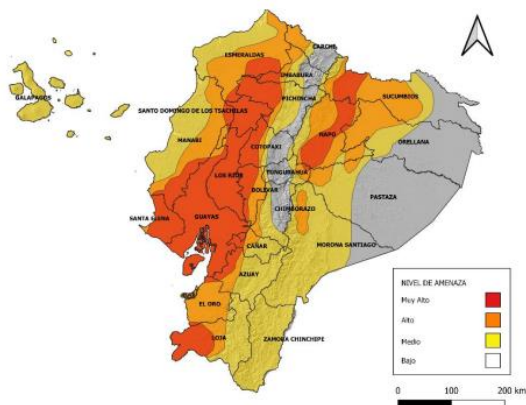 ESMERALDAS
CARCHI
IMBABURA
GALAPAGOS
PICHINCHA
SUCUMBIOS
SANTO DOMINGO DE LOS TSACHILAS
NAPO
MANABI
COTOPAXI
ORELLANA
LOS RIOS
TUNGURAHUA
BOLIVAR
PASTAZA
SANTA ELENA
GUAYAS
CHIMBORAZO
CAÑAR
MORONA SANTIAGO
AZUAY
NIVEL DE AMENAZA
Muy Alto
EL ORO
Alto
Medio
LOJA
ZAMORA CHINCHIPE
Bajo
0 100 200 km